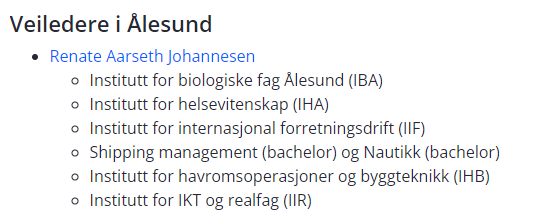 Veiledere i Ålesund
Renate Aarseth Johannesen
Institutt for biologiske fag Ålesund (IBA)
Institutt for helsevitenskap (IHA)
Institutt for internasjonal forretningsdrift (IIF)
Shipping management (bachelor) og Nautikk (bachelor)
Institutt for havromsoperasjoner og byggteknikk (IHB)
Institutt for IKT og realfag (IIR)